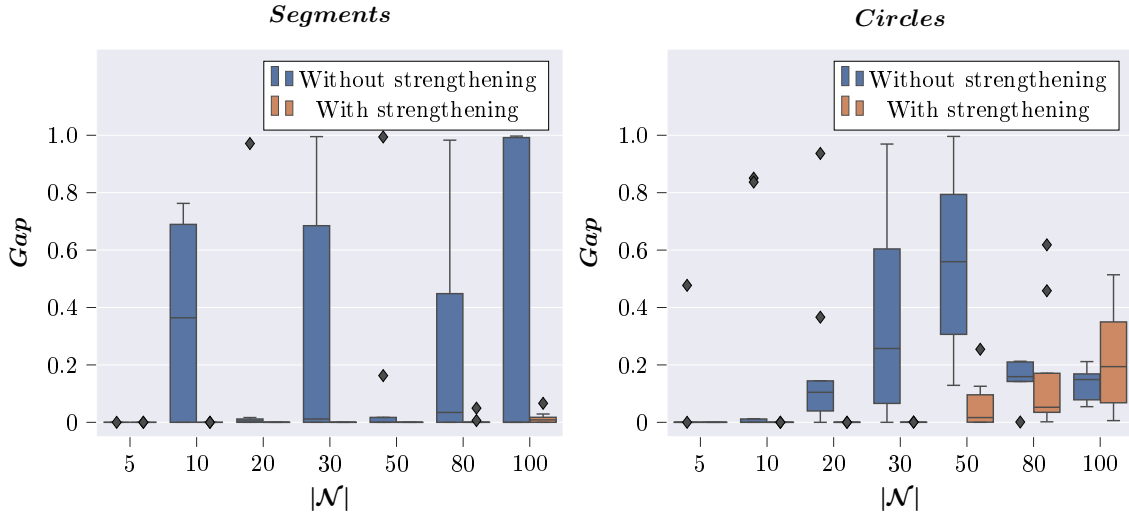 Segments
Without strengthening
With strengthening
1.0
0.8
0.6
0.4
0.2
0
Gap
5 10 20 30 50 80 100
|𝒩|
Circles
Without strengthening
With strengthening
1.0
0.8
0.6
0.4
0.2
0
Gap
5 10 20 30 50 80 100
|𝒩|